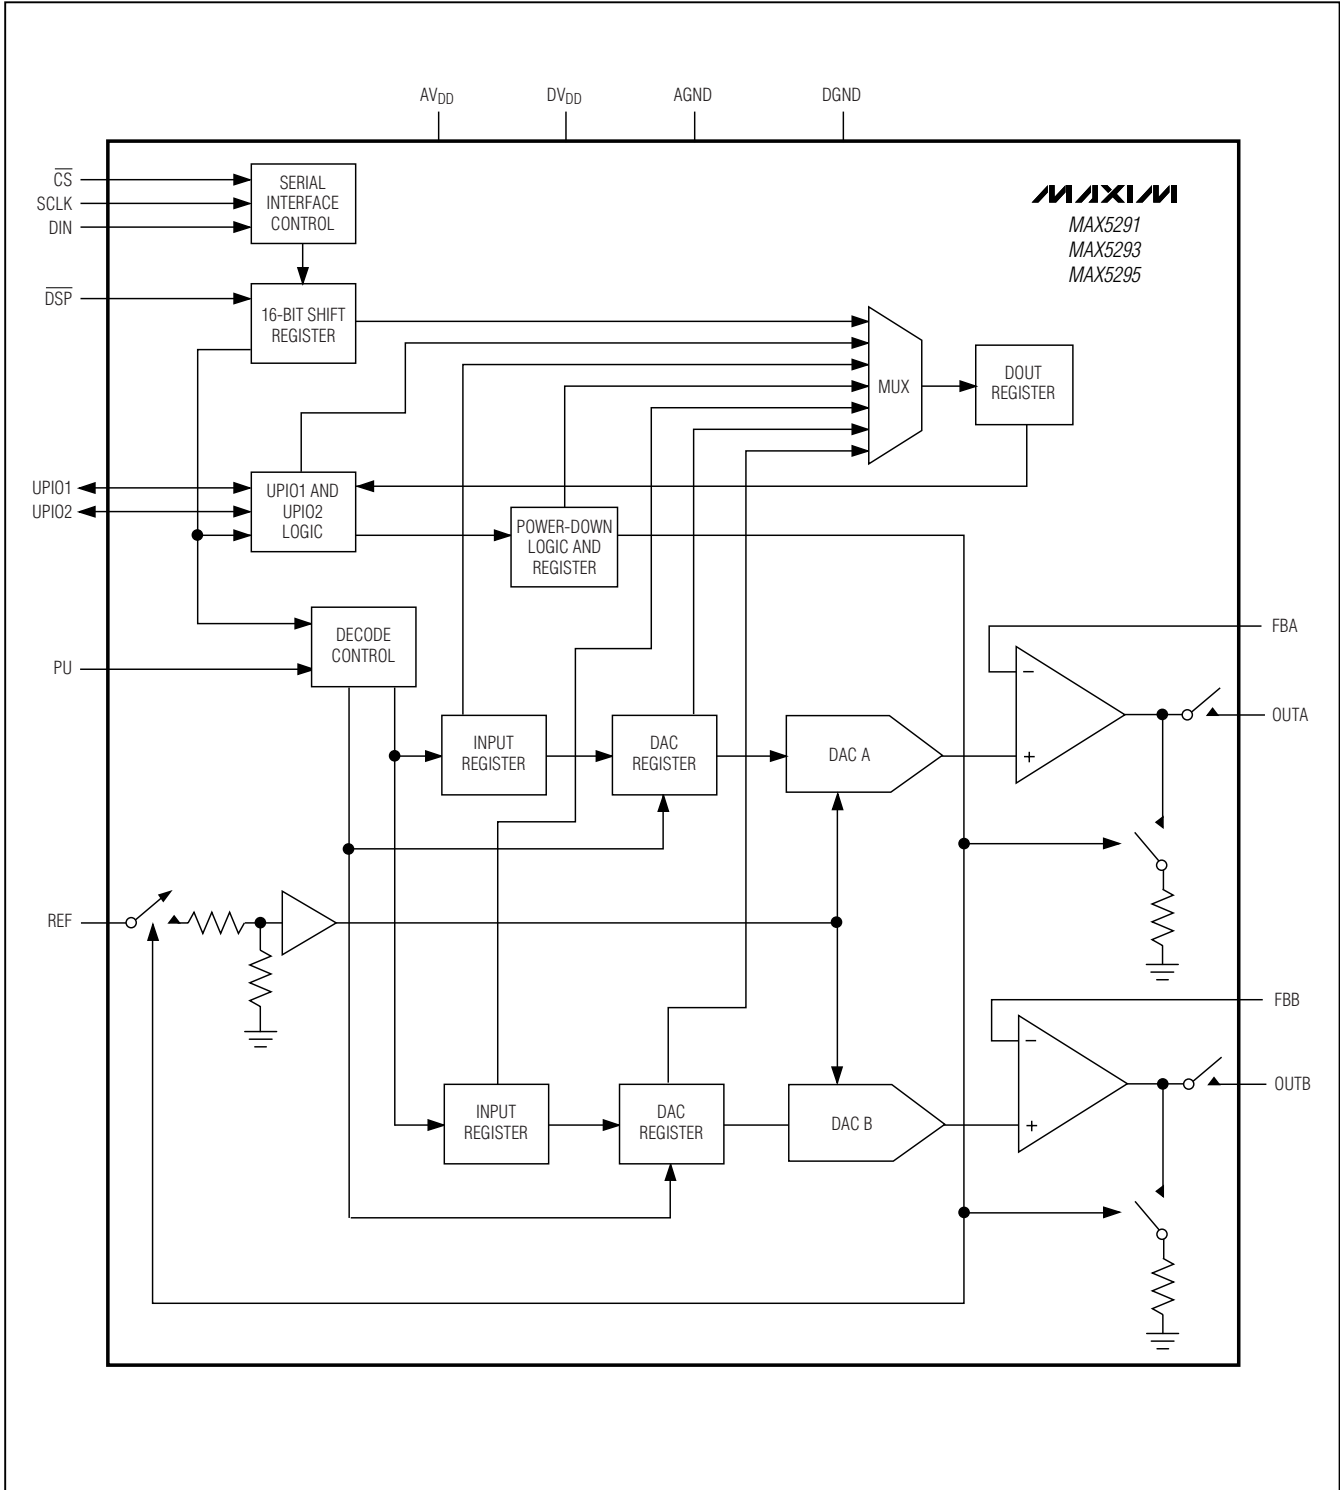 AVDD
DVDD
AGND
DGND
CS
SCLK
DIN
SERIAL
INTERFACE
CONTROL
MAXIM
MAX5291
MAX5293
MAX5295
DSP
16-BIT SHIFT
REGISTER
MUX
DOUT
REGISTER
UPIO1
UPIO2
UPIO1 AND
UPIO2
LOGIC
POWER-DOWN
LOGIC AND
REGISTER
DECODE
CONTROL
PU
FBA
−
+
OUTA
INPUT
REGISTER
DAC
REGISTER
DAC A
REF
FBB
−
+
OUTB
INPUT
REGISTER
DAC
REGISTER
DAC B